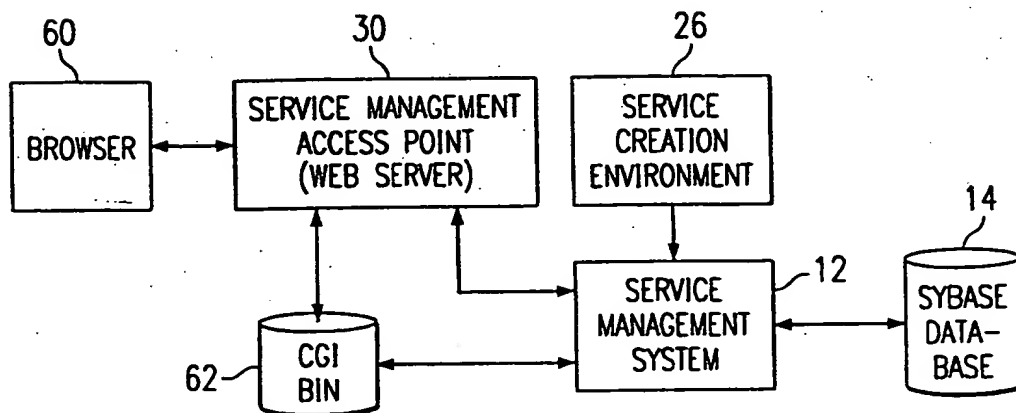 60
30
26
BROWSER
SERVICE MANAGEMENT
ACCESS POINT
(WEB SERVER)
SERVICE
CREATION
ENVIRONMENT
14
12
SERVICE
MANAGEMENT
SYSTEM
SYBASE
DATA-
BASE
62
CGI
BIN